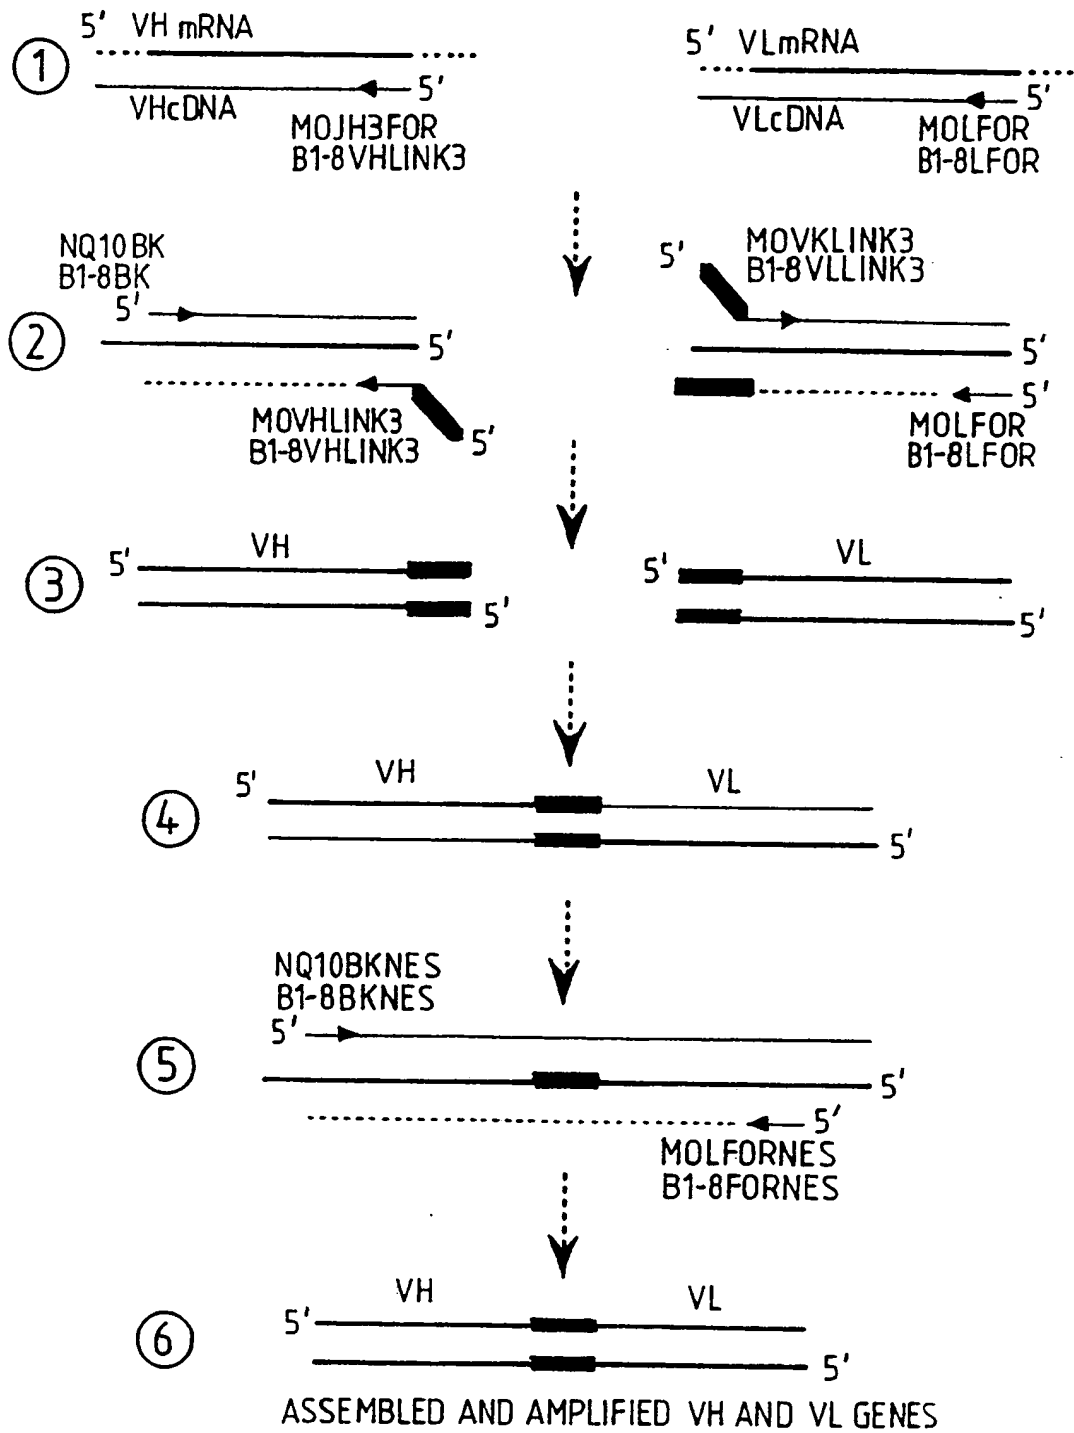 1
5' VH mRNA
VHcDNA
5'
MOJH3FOR
B1-8VHLINK3
5' VLmRNA
VLcDNA
5'
MOLFOR
B1-8LFOR
2
NQ10BK
B1-8BK
5'
5'
MOVHLINK3
B1-8VHLINK3
5'
5'
MOVKLINK3
B1-8VLLINK3
5'
5'
MOLFOR
B1-8LFOR
3
5'
VH
5'
5'
VL
5'
4
5'
VH
VL
5'
5
NQ10BKNES
B1-8BKNES
5'
5'
5'
MOLFORNES
B1-8FORNES
6
5'
VH
VL
5'
ASSEMBLED AND AMPLIFIED VH AND VL GENES